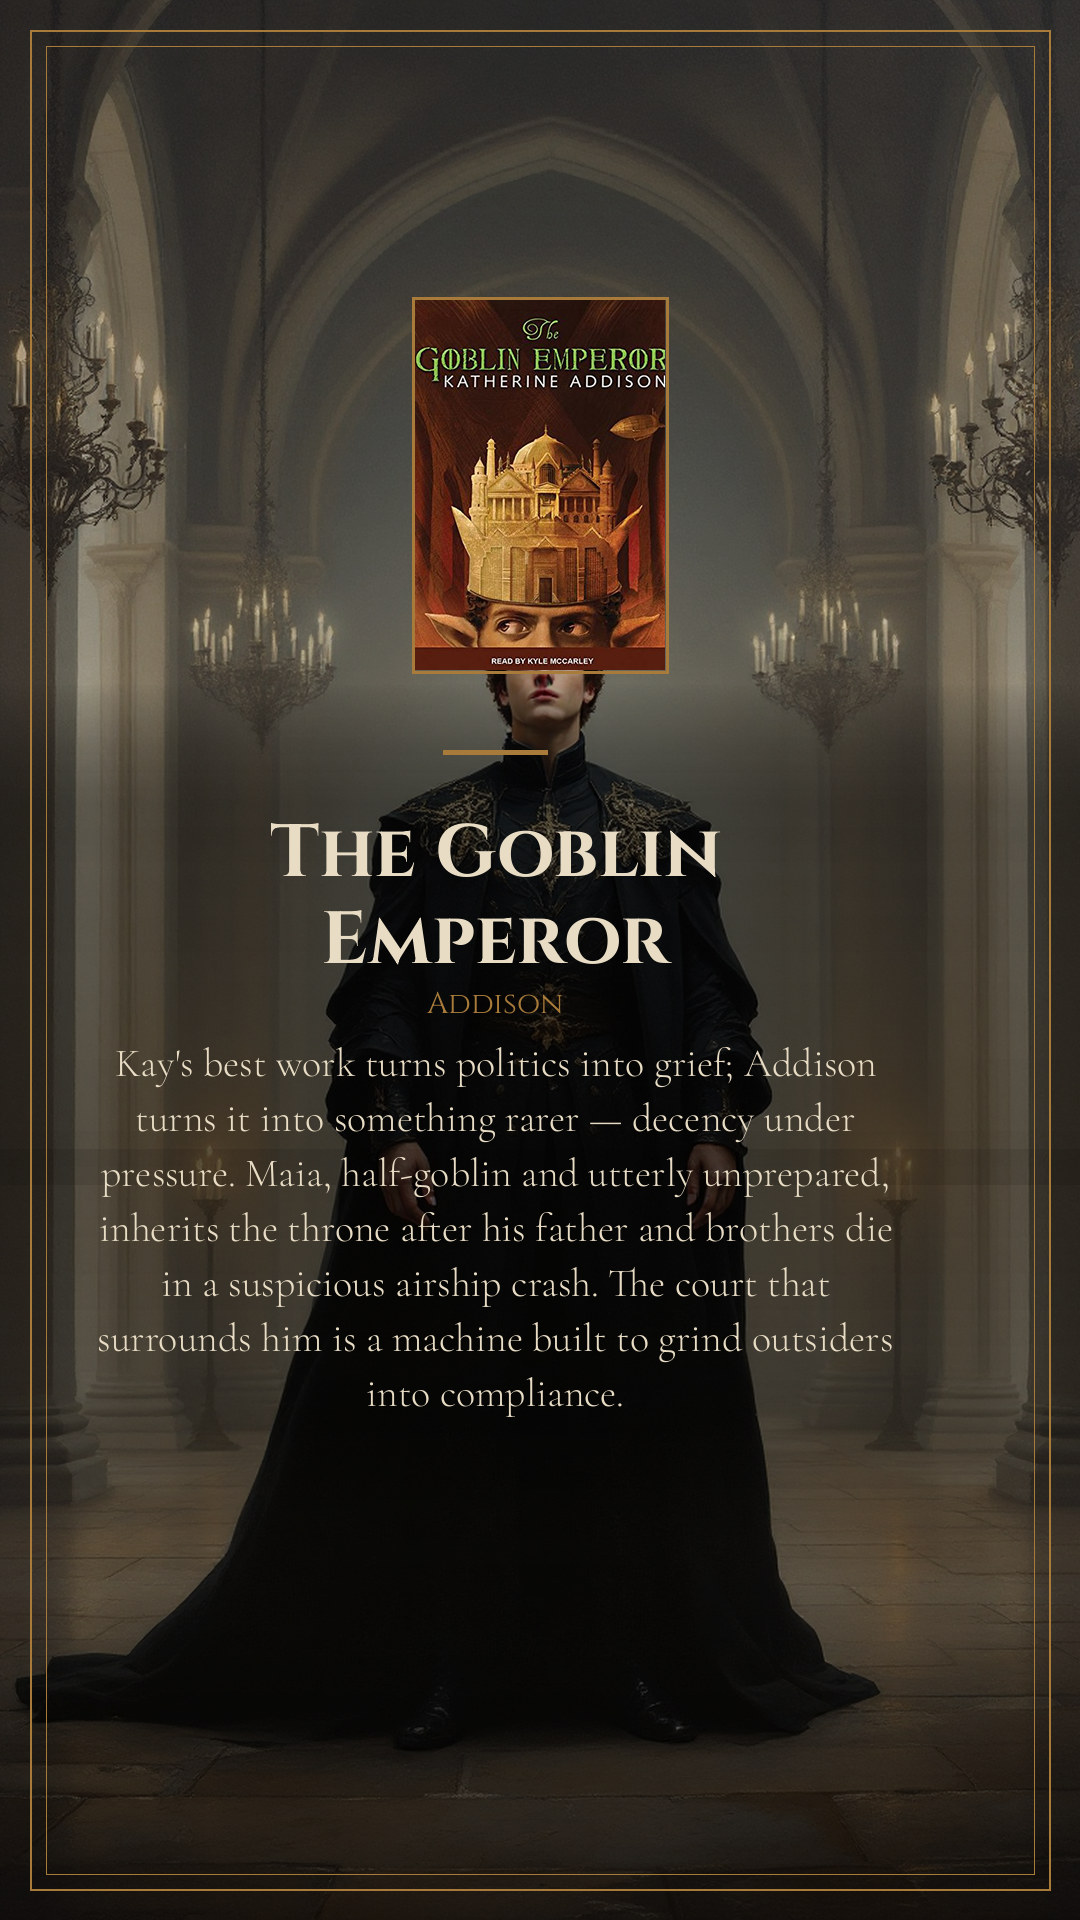 The
GOBLIN EMPEROR
KATHERINE ADDISON
READ BY KYLE MCCARLEY
The Goblin
Emperor
Addison
Kay's best work turns politics into grief; Addison
turns it into something rarer — decency under
pressure. Maia, half-goblin and utterly unprepared,
inherits the throne after his father and brothers die
in a suspicious airship crash. The court that
surrounds him is a machine built to grind outsiders
into compliance.